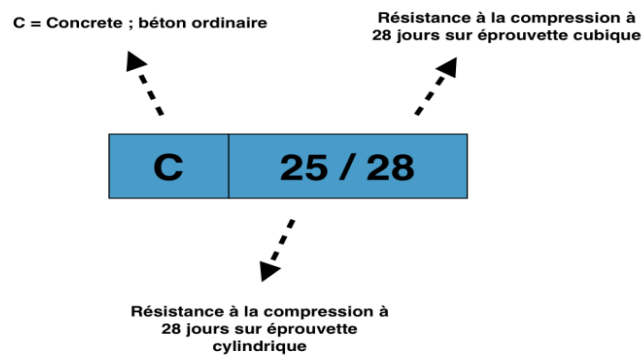 C = Concrete ; béton ordinaire
Résistance à la compression à
28 jours sur éprouvette cubique
C
25 / 28
Résistance à la compression à
28 jours sur éprouvette
cylindrique